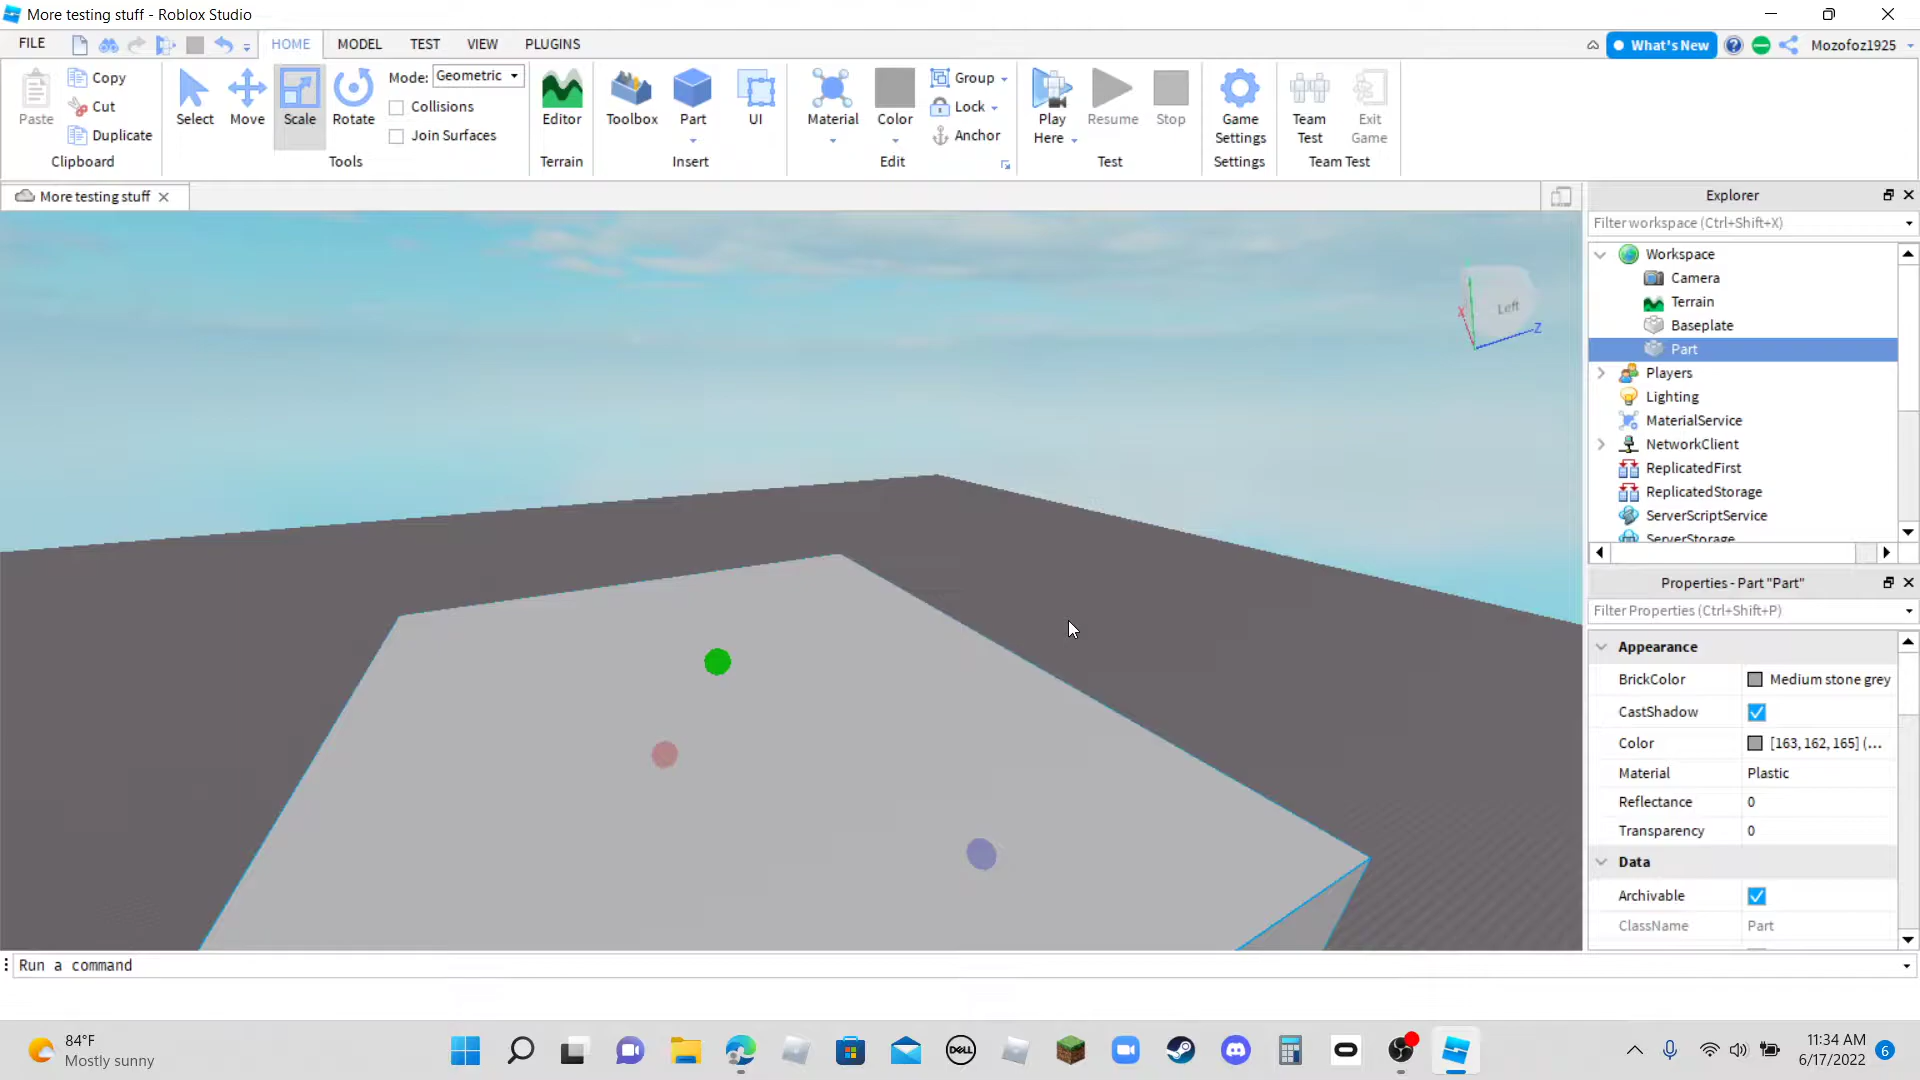 More testing stuff - Roblox Studio
FILE HOME MODEL TEST VIEW PLUGINS What's New Mozofoz1925
Paste Copy Cut Duplicate Clipboard
Select Move Scale Rotate Mode: Geometric Collisions Join Surfaces Tools
Editor Terrain
Toolbox Part UI Insert
Material Color Group Lock Anchor Edit
Play Here Resume Stop Test
Game Settings Settings
Team Test Exit Game Team Test
More testing stuff
X Left Z
Explorer
Filter workspace (Ctrl+Shift+X)
Workspace
Camera
Terrain
Baseplate
Part
Players
Lighting
MaterialService
NetworkClient
ReplicatedFirst
ReplicatedStorage
ServerScriptService
ServerStorage
Properties - Part "Part"
Filter Properties (Ctrl+Shift+P)
Appearance
BrickColor Medium stone grey
CastShadow
Color [163, 162, 165] (...
Material Plastic
Reflectance 0
Transparency 0
Data
Archivable
ClassName Part
Run a command
84°F
Mostly sunny
DELL
11:34 AM
6/17/2022
6